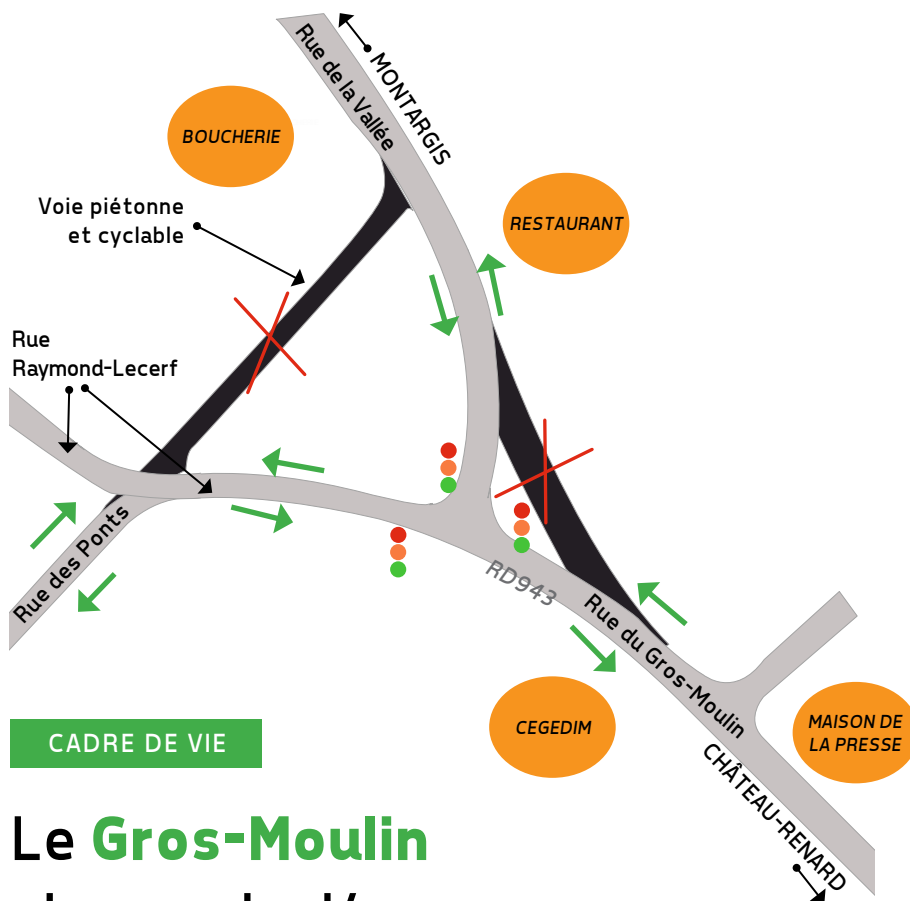 Rue de la Vallée
MONTARGIS
BOUCHERIE
RESTAURANT
Voie piétonne
et cyclable
Rue
Raymond-Lecerf
Rue des Ponts
RD943
Rue du Gros-Moulin
CEGEDIM
MAISON DE
LA PRESSE
CHÂTEAU-RENARD
CADRE DE VIE
Le Gros-Moulin